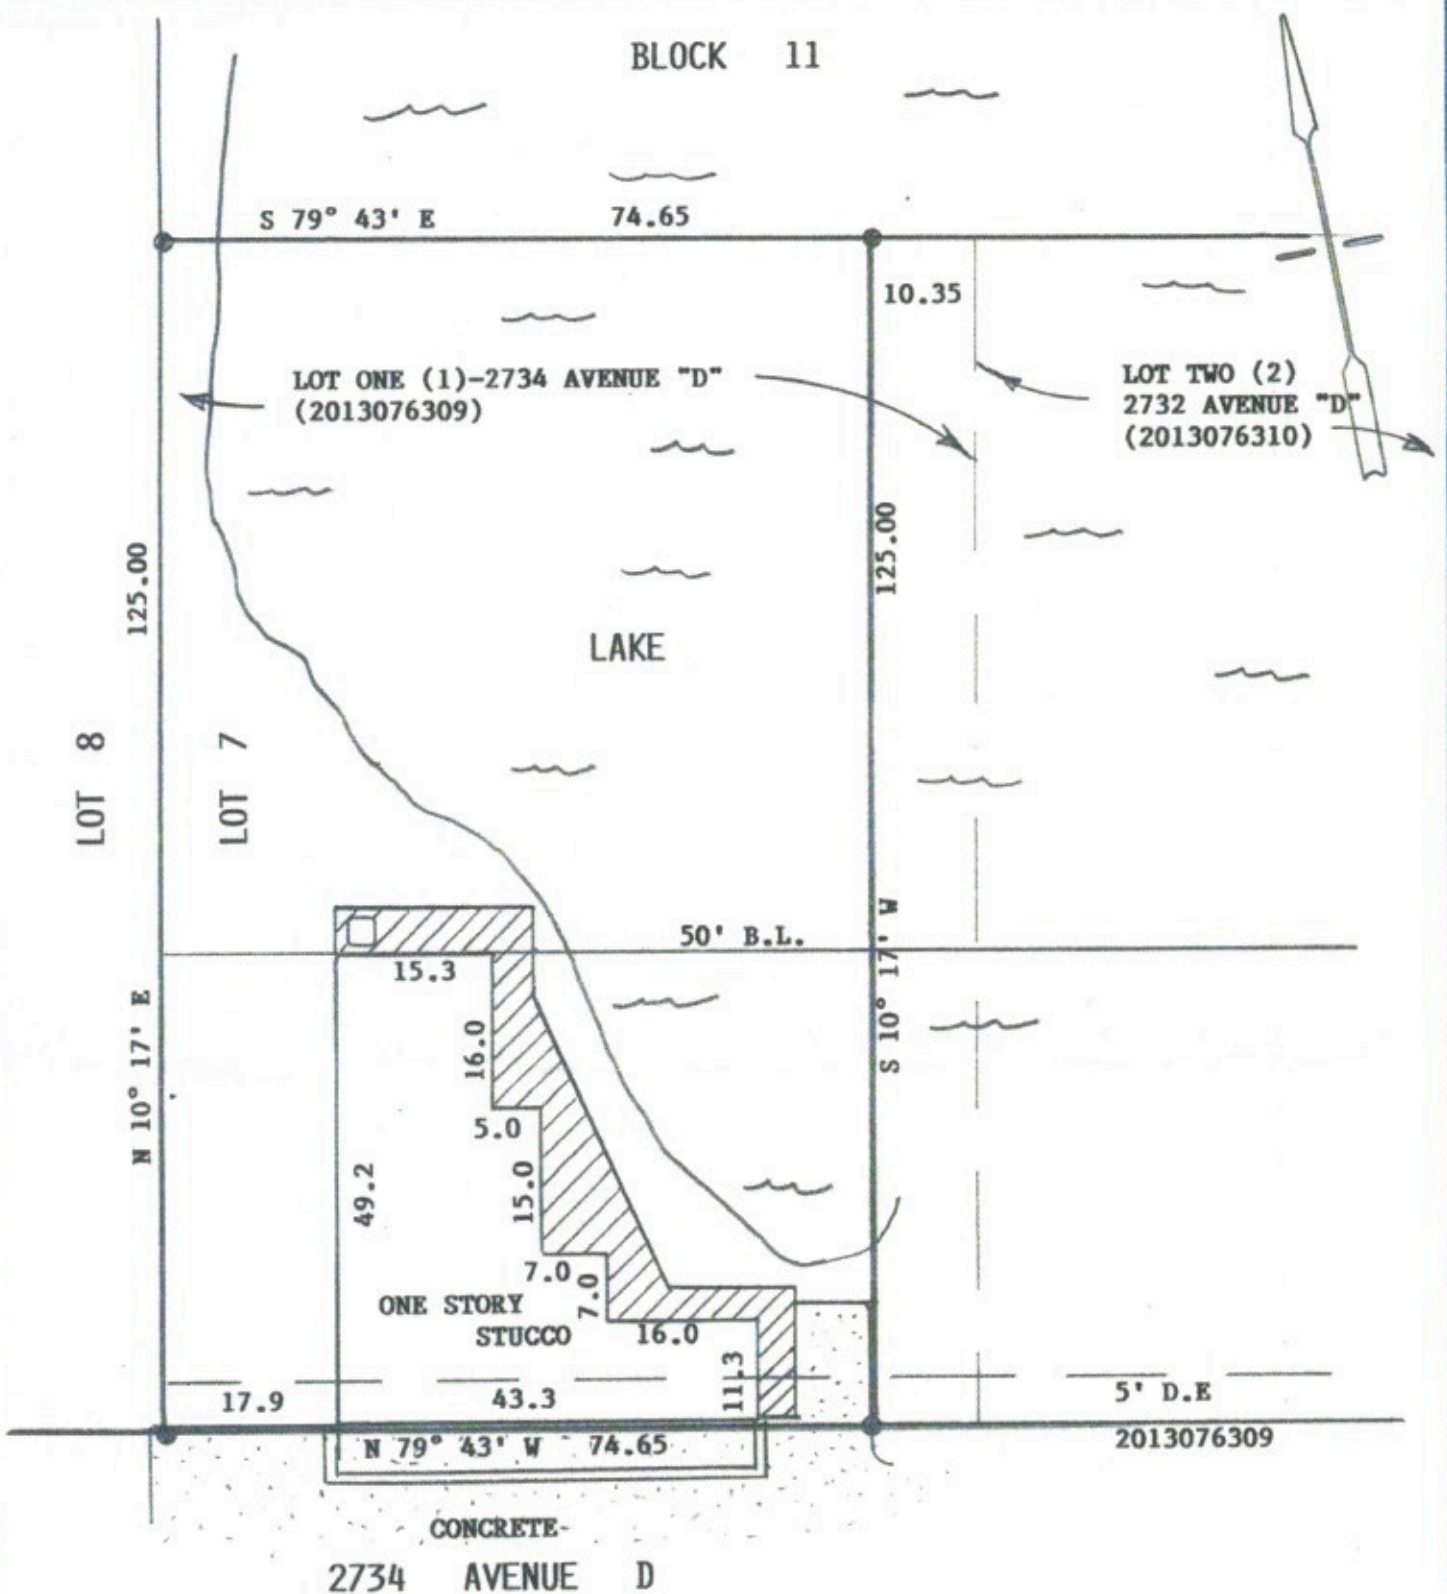 BLOCK 11
S 79° 43' E 74.65
10.35
LOT ONE (1)-2734 AVENUE "D"
(2013076309)
LOT TWO (2)
2732 AVENUE "D"
(2013076310)
125.00
125.00
LAKE
LOT 8
LOT 7
50' B.L.
S 10° 17' W
N 10° 17' E
15.3
16.0
5.0
15.0
49.2
7.0
7.0
ONE STORY
STUCCO
16.0
11.3
17.9
43.3
5' D.E
N 79° 43' W 74.65
2013076309
CONCRETE-
2734 AVENUE D